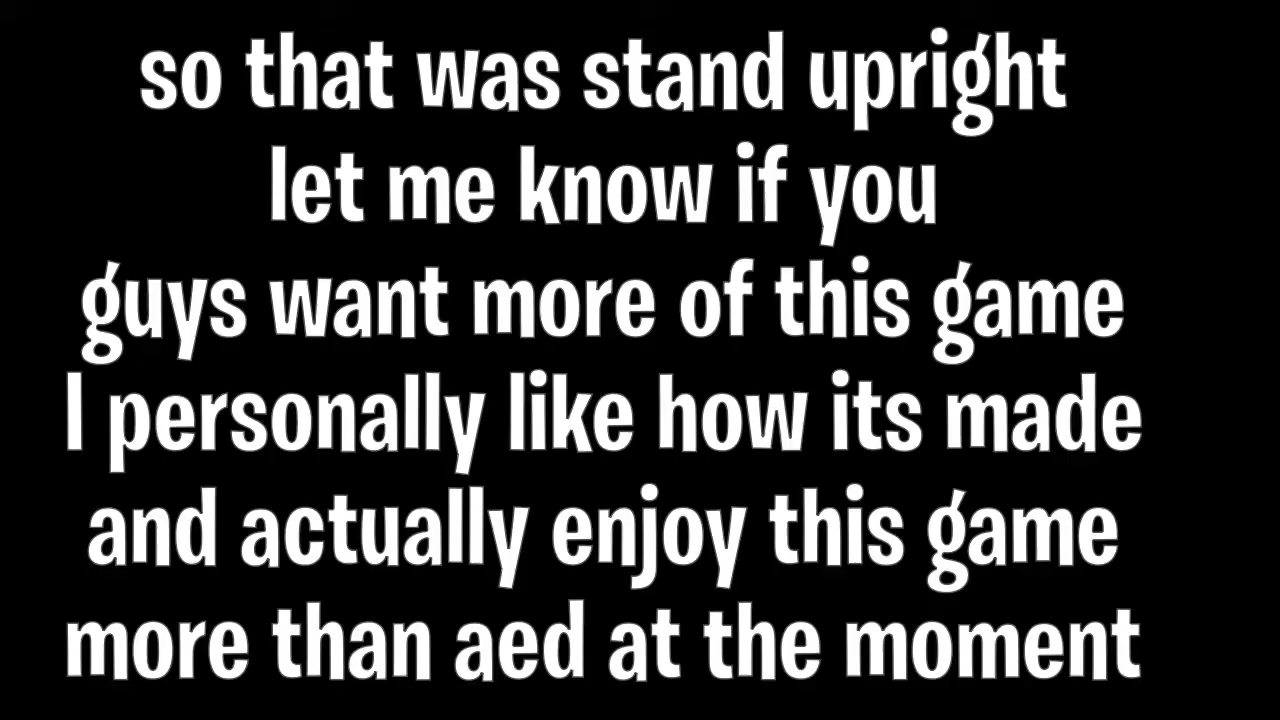 so that was stand upright
let me know if you
guys want more of this game
I personally like how its made
and actually enjoy this game
more than aed at the moment